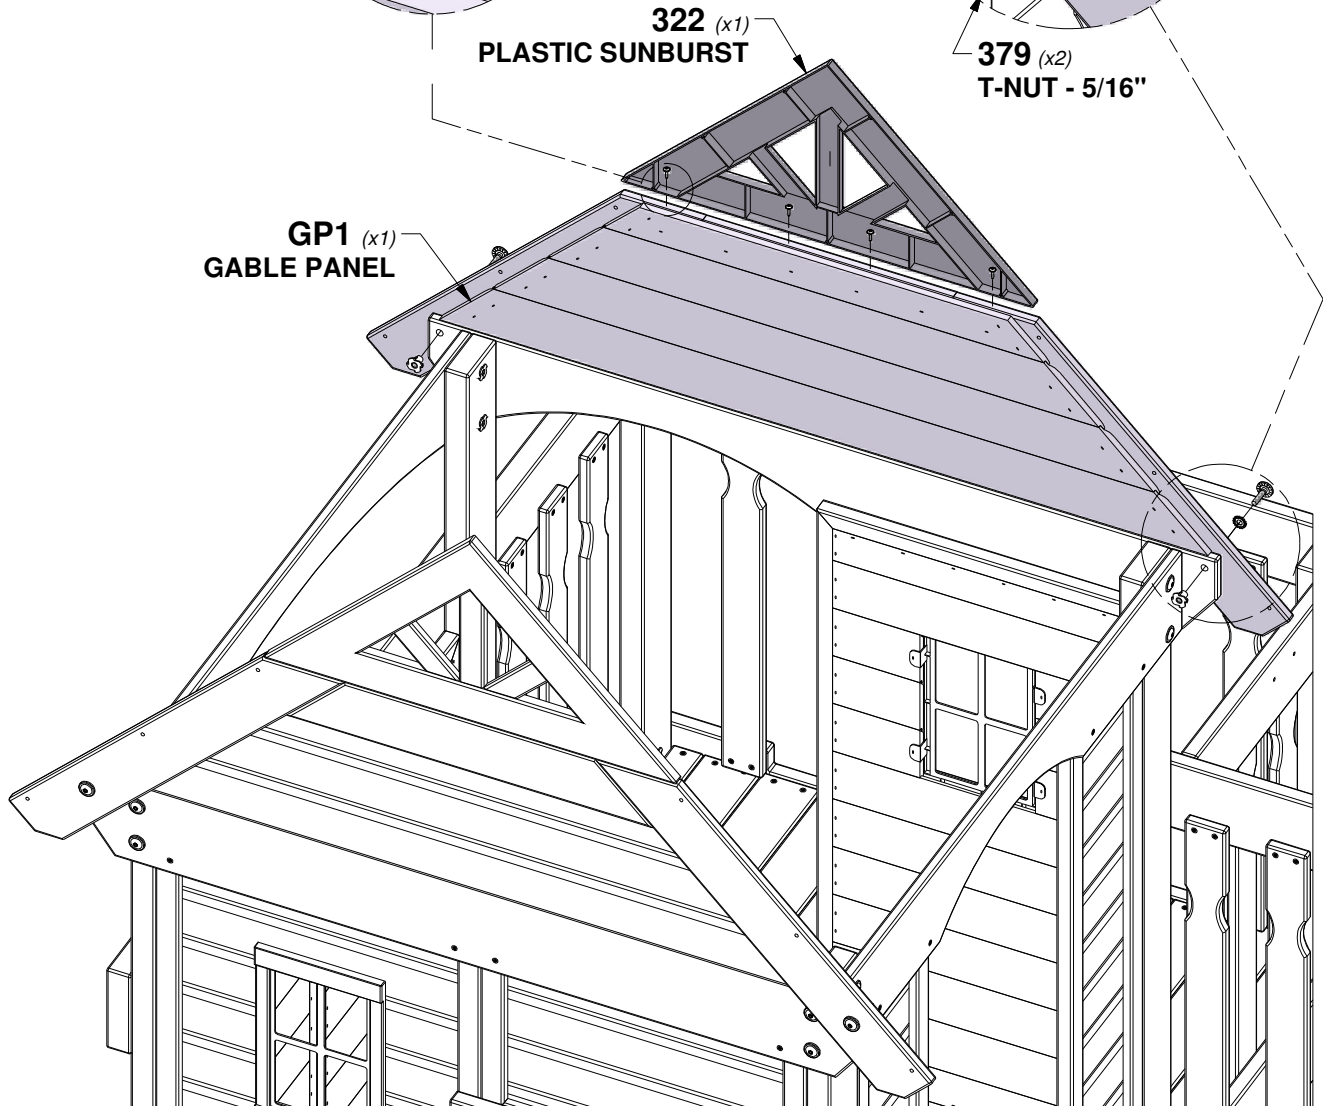 322 (x1)
PLASTIC SUNBURST
379 (x2)
T-NUT - 5/16"
GP1 (x1)
GABLE PANEL